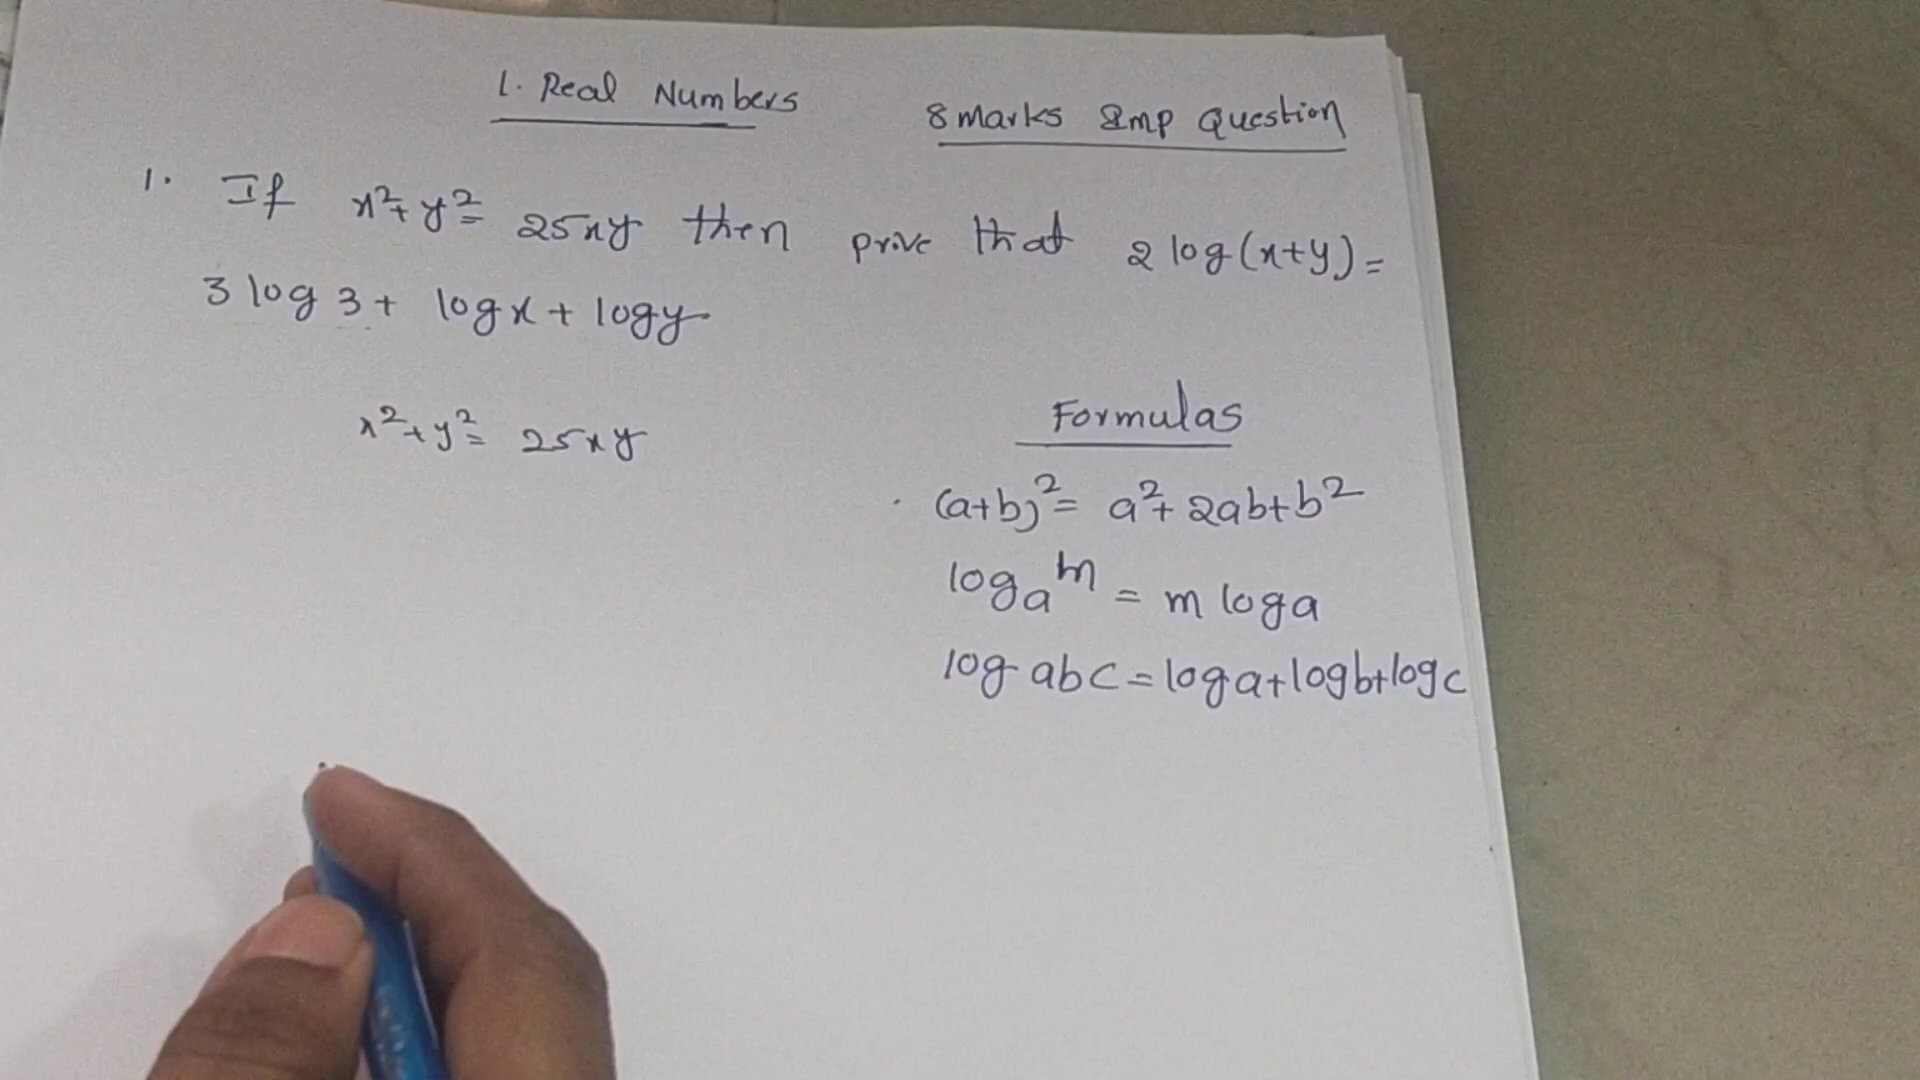 1. Real Numbers
8 Marks Imp Question
1. If x²+y²= 25xy then prove that 2 log(x+y)=
3 log 3 + log x + log y
x²+y²= 25xy
Formulas
(a+b)²= a²+2ab+b²
log a^m = m log a
log abc = log a+log b+log c